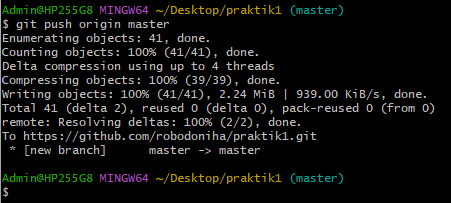 Admin@HP255G8 MINGW64 ~/Desktop/praktik1 (master)
$ git push origin master
Enumerating objects: 41, done.
Counting objects: 100% (41/41), done.
Delta compression using up to 4 threads
Compressing objects: 100% (39/39), done.
Writing objects: 100% (41/41), 2.24 MiB | 939.00 KiB/s, done.
Total 41 (delta 2), reused 0 (delta 0), pack-reused 0 (from 0)
remote: Resolving deltas: 100% (2/2), done.
To https://github.com/robodoniha/praktik1.git
 * [new branch]      master -> master
Admin@HP255G8 MINGW64 ~/Desktop/praktik1 (master)
$